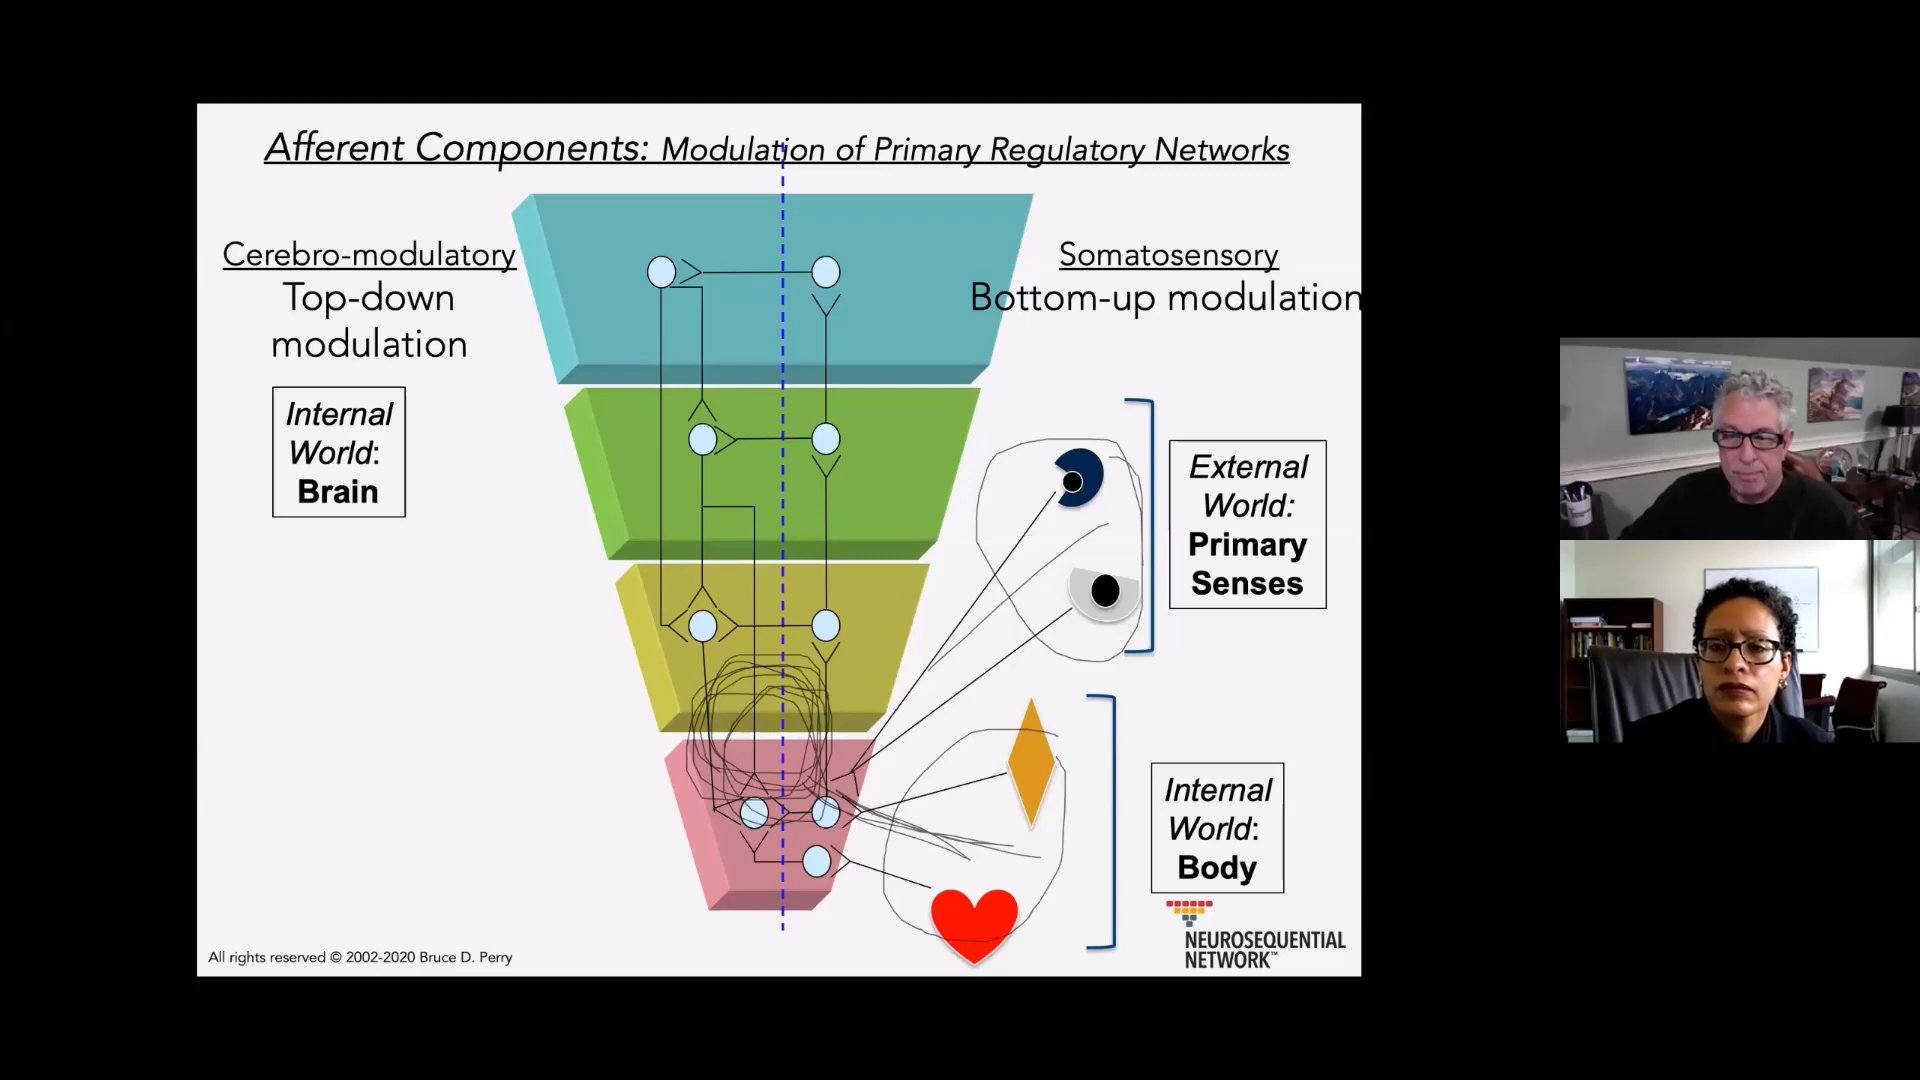 Afferent Components: Modulation of Primary Regulatory Networks
Cerebro-modulatory
Top-down
modulation
Somatosensory
Bottom-up modulation
Internal
World:
Brain
External
World:
Primary
Senses
Internal
World:
Body
NEUROSEQUENTIAL
NETWORK™
All rights reserved © 2002-2020 Bruce D. Perry